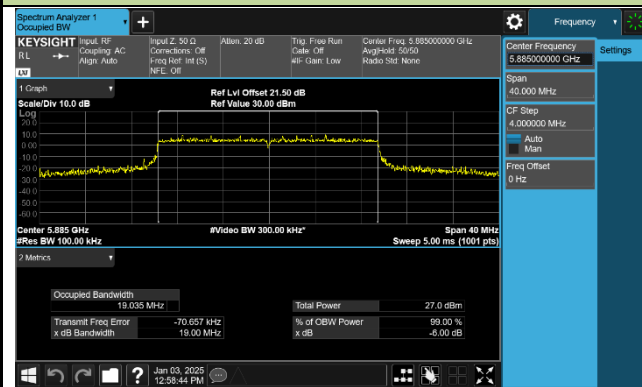 Spectrum Analyzer 1
Occupied BW
Frequency
KEYSIGHT
RL
LXI
Input: RF
Coupling: AC
Align: Auto
Input Z: 50 Ω
Corrections: Off
Freq Ref: Int (S)
NFE: Off
Atten: 20 dB
Trig: Free Run
Gate: Off
#IF Gain: Low
Center Freq: 5.885000000 GHz
Avg|Hold: 50/50
Radio Std: None
Center Frequency
5.885000000 GHz
Settings
Span
40.000 MHz
CF Step
4.000000 MHz
Auto
Man
Freq Offset
0 Hz
1 Graph
Scale/Div 10.0 dB
Ref Lvl Offset 21.50 dB
Ref Value 30.00 dBm
Log
20.0
10.0
0.00
-10.0
-20.0
-30.0
-40.0
-50.0
-60.0
Center 5.885 GHz
#Res BW 100.00 kHz
#Video BW 300.00 kHz*
Span 40 MHz
Sweep 5.00 ms (1001 pts)
2 Metrics
Occupied Bandwidth
19.035 MHz
Total Power 27.0 dBm
Transmit Freq Error -70.657 kHz
% of OBW Power 99.00 %
x dB Bandwidth 19.00 MHz
x dB -6.00 dB
Jan 03, 2025
12:58:44 PM